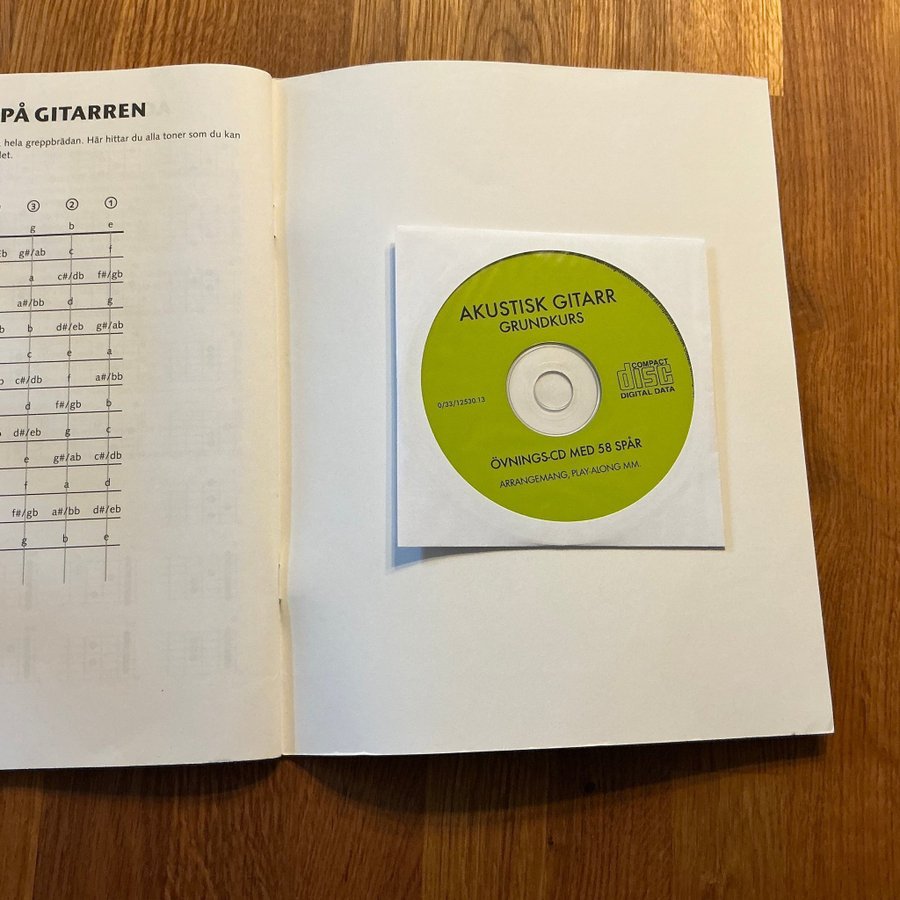 PÅ GITARREN
hela greppbrädan. Här hittar du alla toner som du kan
③ ② ①
g b e
g#/ab c f
a c#/db f#/gb
a#/bb d g
b d#/eb g#/ab
c e a
c#/db f a#/bb
d f#/gb b
d#/eb g c
e g#/ab c#/db
f a d
f#/gb a#/bb d#/eb
g b e
AKUSTISK GITARR
GRUNDKURS
COMPACT
disc
DIGITAL DATA
0/33/12530.13
ÖVNINGS-CD MED 58 SPÅR
ARRANGEMANG, PLAY-ALONG MM.